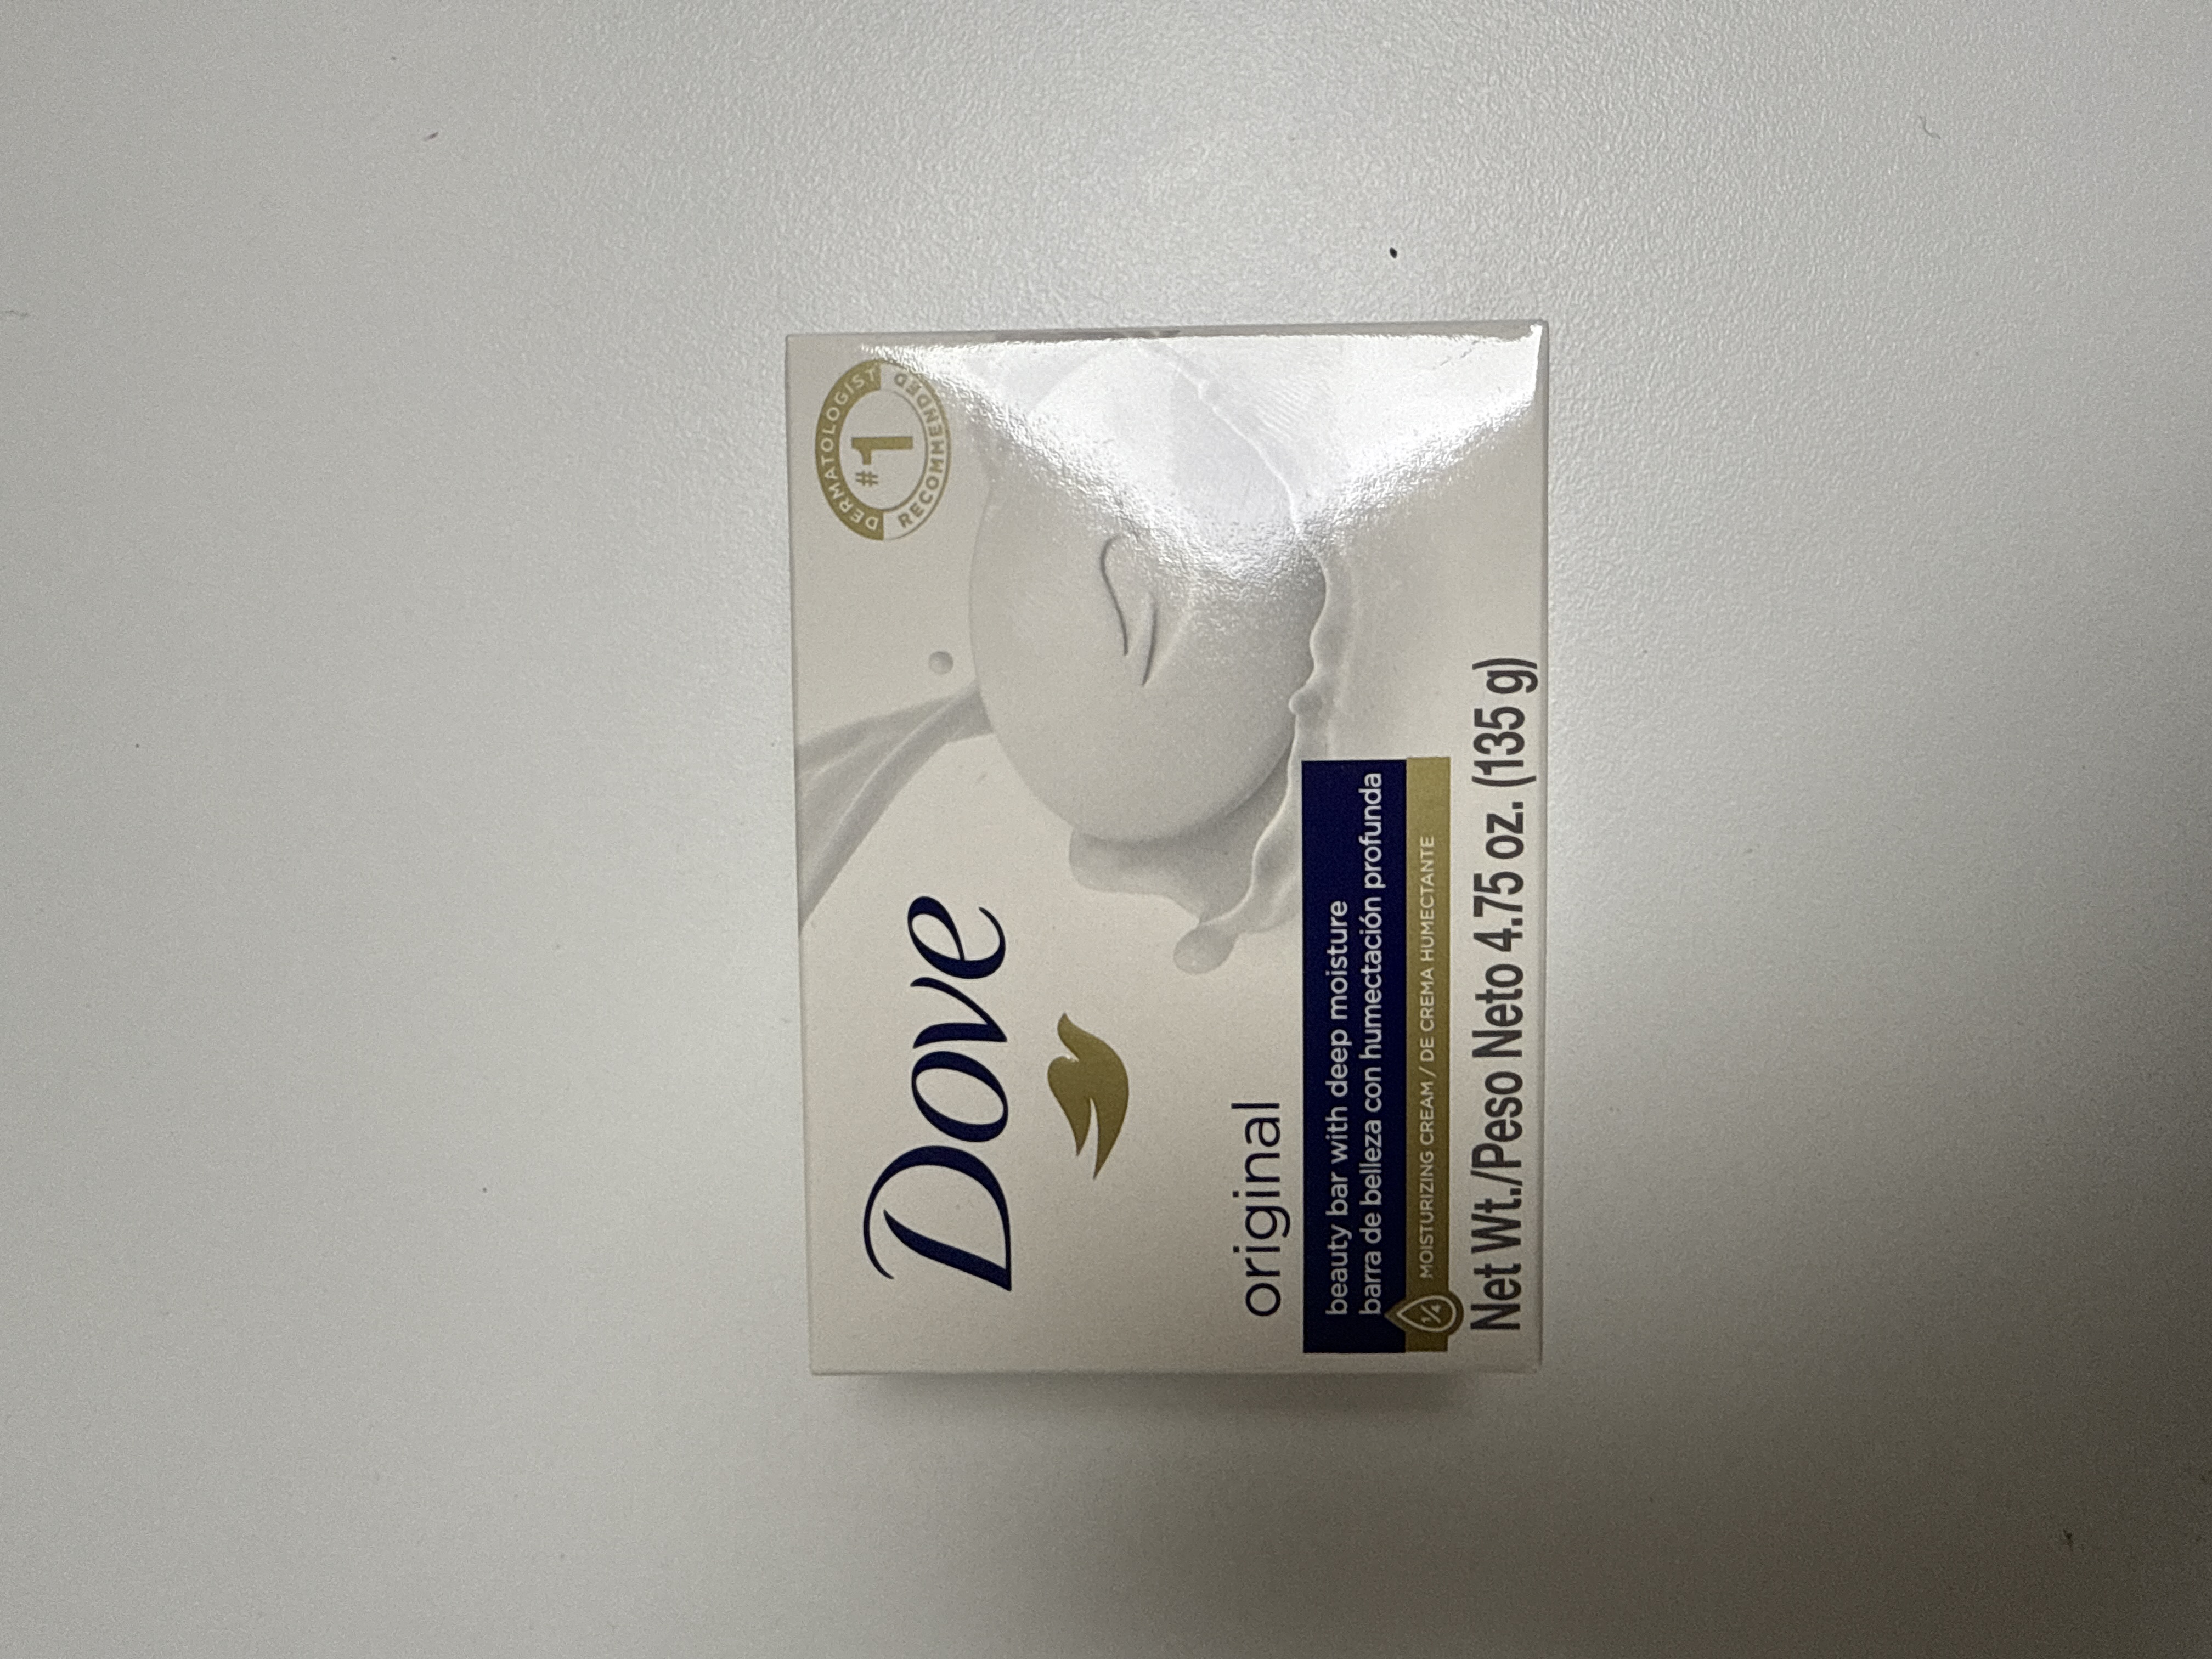 Dove
DERMATOLOGIST
#1
RECOMMENDED
original
beauty bar with deep moisture
barra de belleza con humectación profunda
1/4 MOISTURIZING CREAM / DE CREMA HUMECTANTE
Net Wt./Peso Neto 4.75 oz. (135 g)